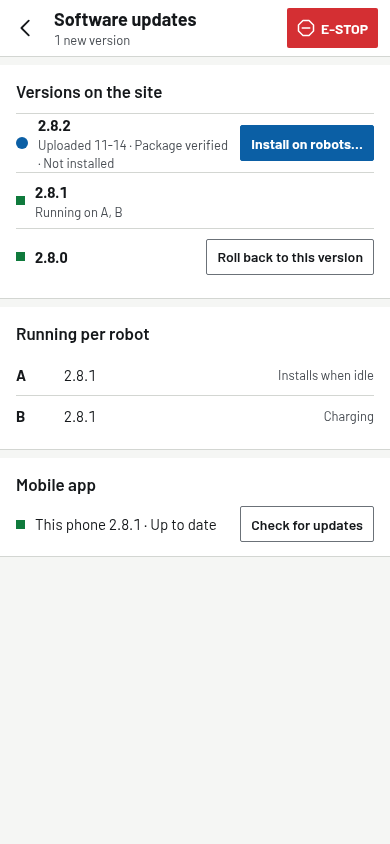 Software updates
1 new version
E-STOP
Versions on the site
2.8.2
Uploaded 11-14 · Package verified
· Not installed
Install on robots...
2.8.1
Running on A, B
2.8.0
Roll back to this version
Running per robot
A 2.8.1 Installs when idle
B 2.8.1 Charging
Mobile app
This phone 2.8.1 · Up to date
Check for updates